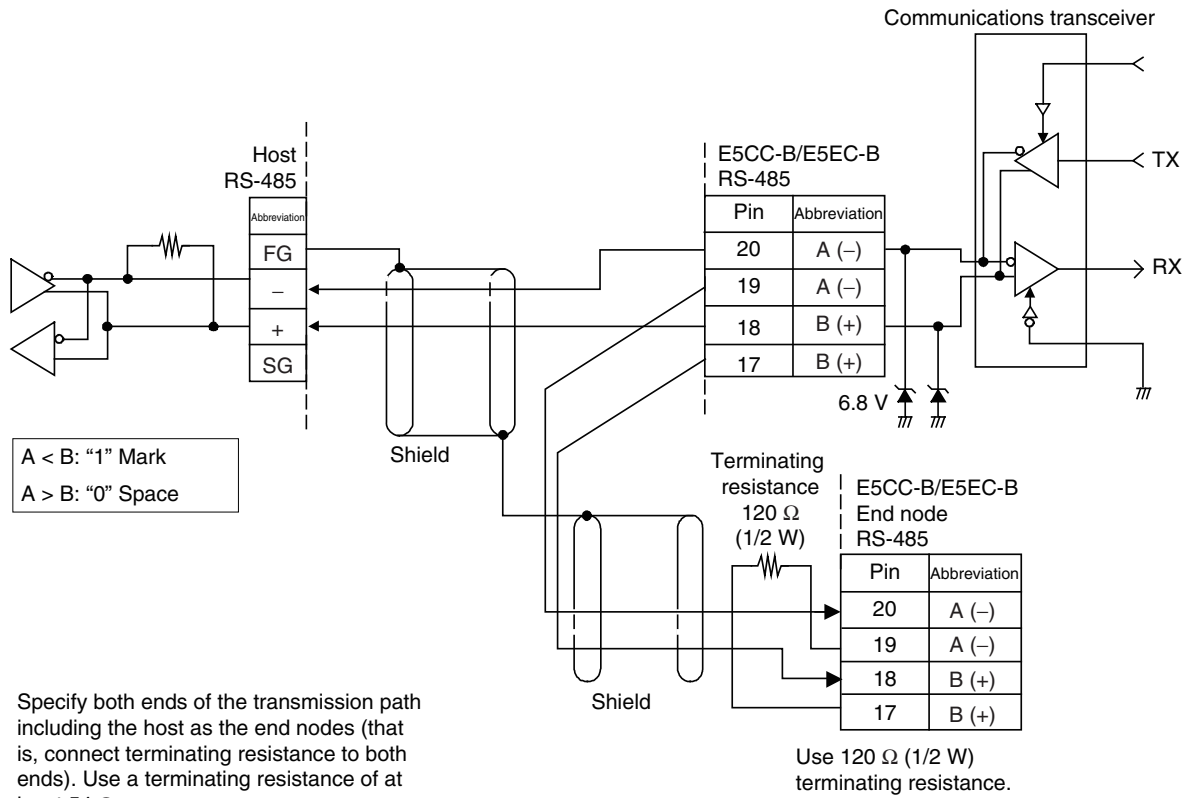 Communications transceiver
Host
RS-485
Abbreviation
FG
−
+
SG
E5CC-B/E5EC-B
RS-485
Pin Abbreviation
20 A (−)
19 A (−)
18 B (+)
17 B (+)
TX
RX
6.8 V
Shield
A < B: “1” Mark
A > B: “0” Space
Terminating
resistance
120 Ω
(1/2 W)
E5CC-B/E5EC-B
End node
RS-485
Pin Abbreviation
20 A (−)
19 A (−)
18 B (+)
17 B (+)
Shield
Specify both ends of the transmission path
including the host as the end nodes (that
is, connect terminating resistance to both
ends). Use a terminating resistance of at
Use 120 Ω (1/2 W)
terminating resistance.